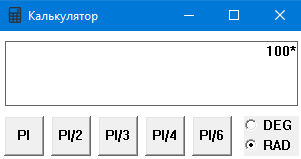 Калькулятор
100*
PI PI/2 PI/3 PI/4 PI/6 DEG
RAD